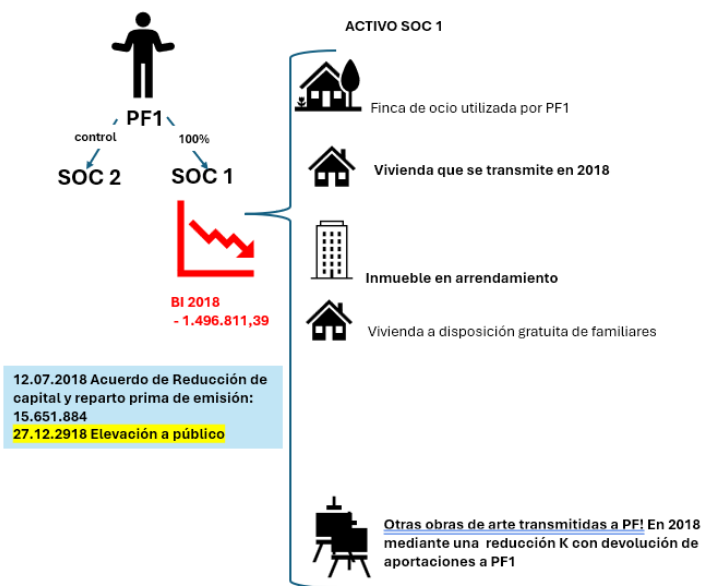 ACTIVO SOC 1
PF1
control
100%
SOC 2
SOC 1
BI 2018
- 1.496.811,39
12.07.2018 Acuerdo de Reducción de
capital y reparto prima de emisión:
15.651.884
27.12.2918 Elevación a público
Finca de ocio utilizada por PF1
Vivienda que se transmite en 2018
Inmueble en arrendamiento
Vivienda a disposición gratuita de familiares
Otras obras de arte transmitidas a PF! En 2018
mediante una reducción K con devolución de
aportaciones a PF1